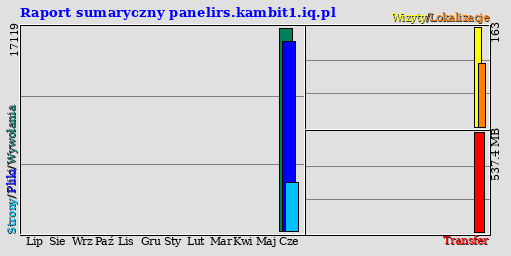 Raport sumaryczny panelirs.kambit1.iq.pl
Wizyty/Lokalizacje
17119
163
Strony/Pliki/Wywołania
537.4 MB
Lip Sie Wrz Paź Lis Gru Sty Lut Mar Kwi Maj Cze
Transfer